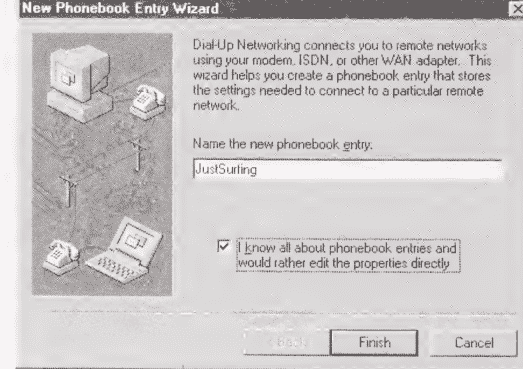 New Phonebook Entry Wizard
Dial-Up Networking connects you to remote networks
using your modem, ISDN, or other WAN adapter. This
wizard helps you create a phonebook entry that stores
the settings needed to connect to a particular remote
network.
Name the new phonebook entry:
JustSurfing
I know all about phonebook entries and
would rather edit the properties directly
< Back
Finish
Cancel